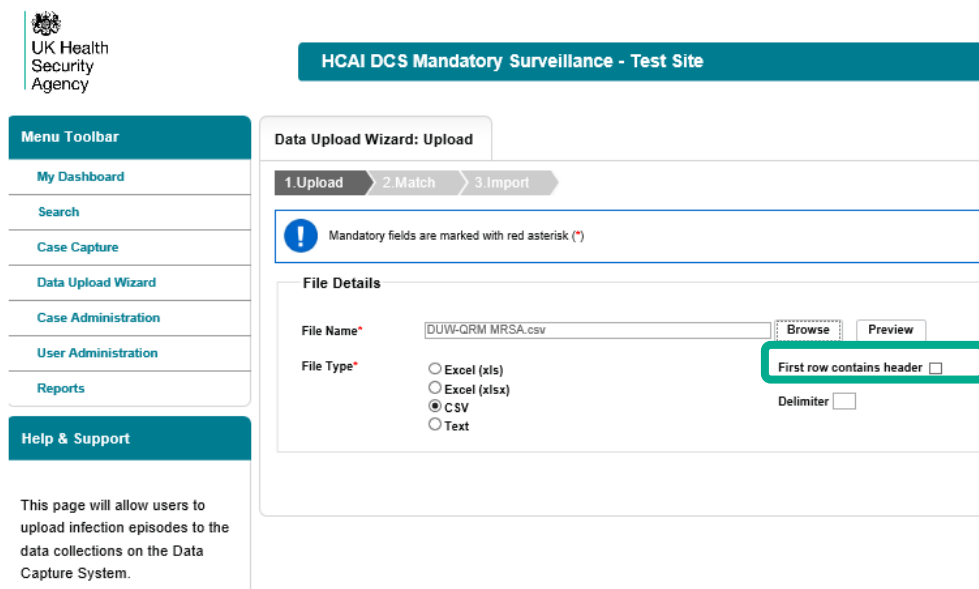 UK Health
Security
Agency
HCAI DCS Mandatory Surveillance - Test Site
Menu Toolbar
My Dashboard
Search
Case Capture
Data Upload Wizard
Case Administration
User Administration
Reports
Help & Support
This page will allow users to
upload infection episodes to the
data collections on the Data
Capture System.
Data Upload Wizard: Upload
1.Upload 2.Match 3.Import
Mandatory fields are marked with red asterisk (*)
File Details
File Name* DUW-QRM MRSA.csv Browse Preview
File Type* Excel (xls) First row contains header
Excel (xlsx)
CSV Delimiter
Text